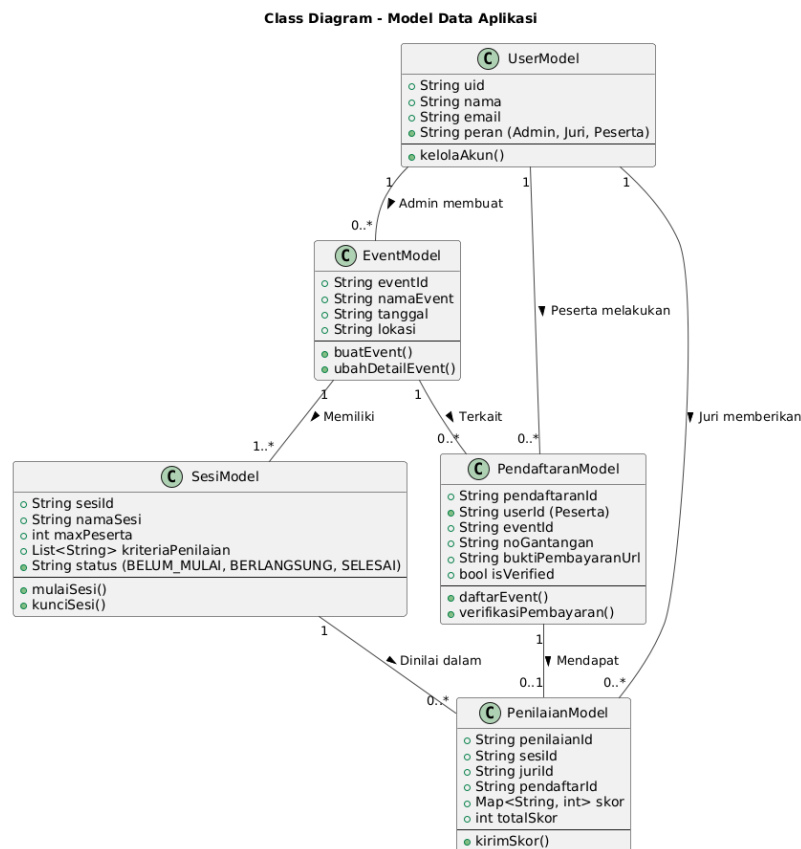 Class Diagram - Model Data Aplikasi
C UserModel
String uid
String nama
String email
String peran (Admin, Juri, Peserta)
kelolaAkun()
1
1
1
Admin membuat
0..*
C EventModel
String eventId
String namaEvent
String tanggal
String lokasi
buatEvent()
ubahDetailEvent()
Peserta melakukan
1
1
Memiliki
Terkait
Juri memberikan
1..*
0..*
0..*
C SesiModel
String sesiId
String namaSesi
int maxPeserta
List<String> kriteriaPenilaian
String status (BELUM_MULAI, BERLANGSUNG, SELESAI)
mulaiSesi()
kunciSesi()
C PendaftaranModel
String pendaftaranId
String userId (Peserta)
String eventId
String noGantangan
String buktiPembayaranUrl
bool isVerified
daftarEvent()
verifikasiPembayaran()
1
1
Dinilai dalam
Mendapat
0..*
0..1
0..*
C PenilaianModel
String penilaianId
String sesiId
String juriId
String pendaftarId
Map<String, int> skor
int totalSkor
kirimSkor()